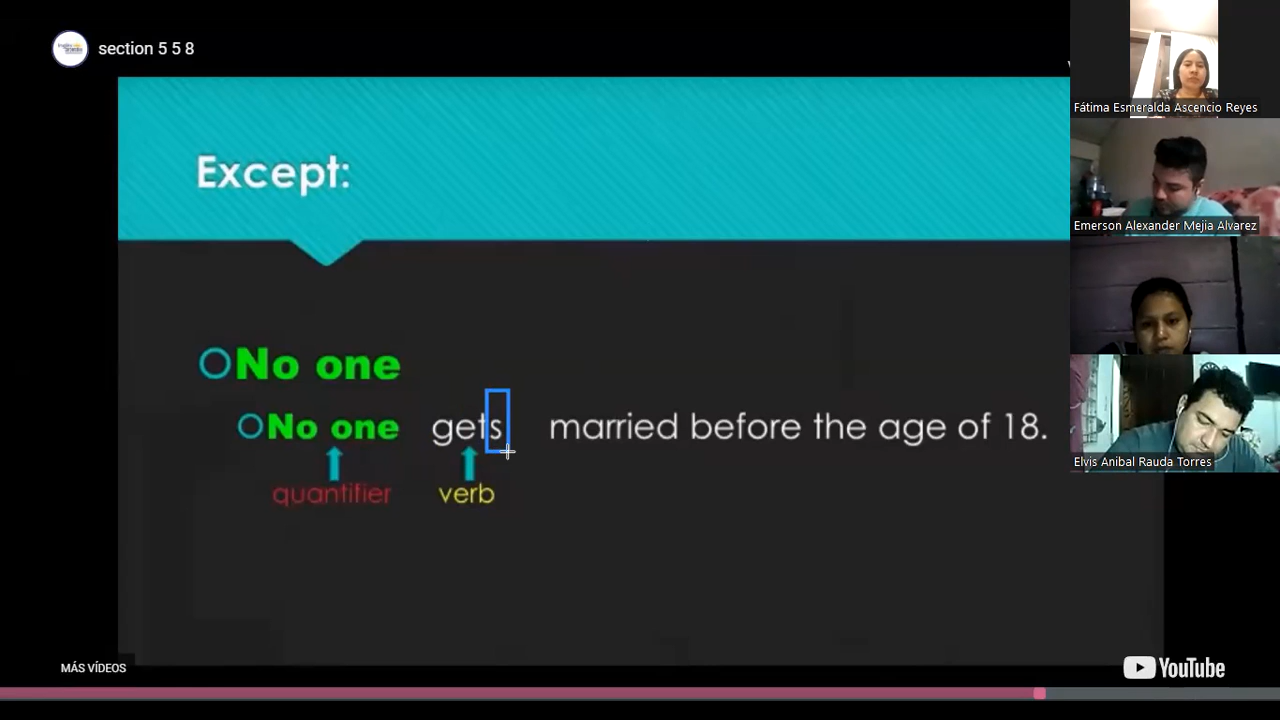 section 5 5 8
Except:
No one
No one gets married before the age of 18.
quantifier verb
Fátima Esmeralda Ascencio Reyes
Emerson Alexander Mejia Alvarez
Elvis Anibal Rauda Torres
MÁS VÍDEOS
YouTube